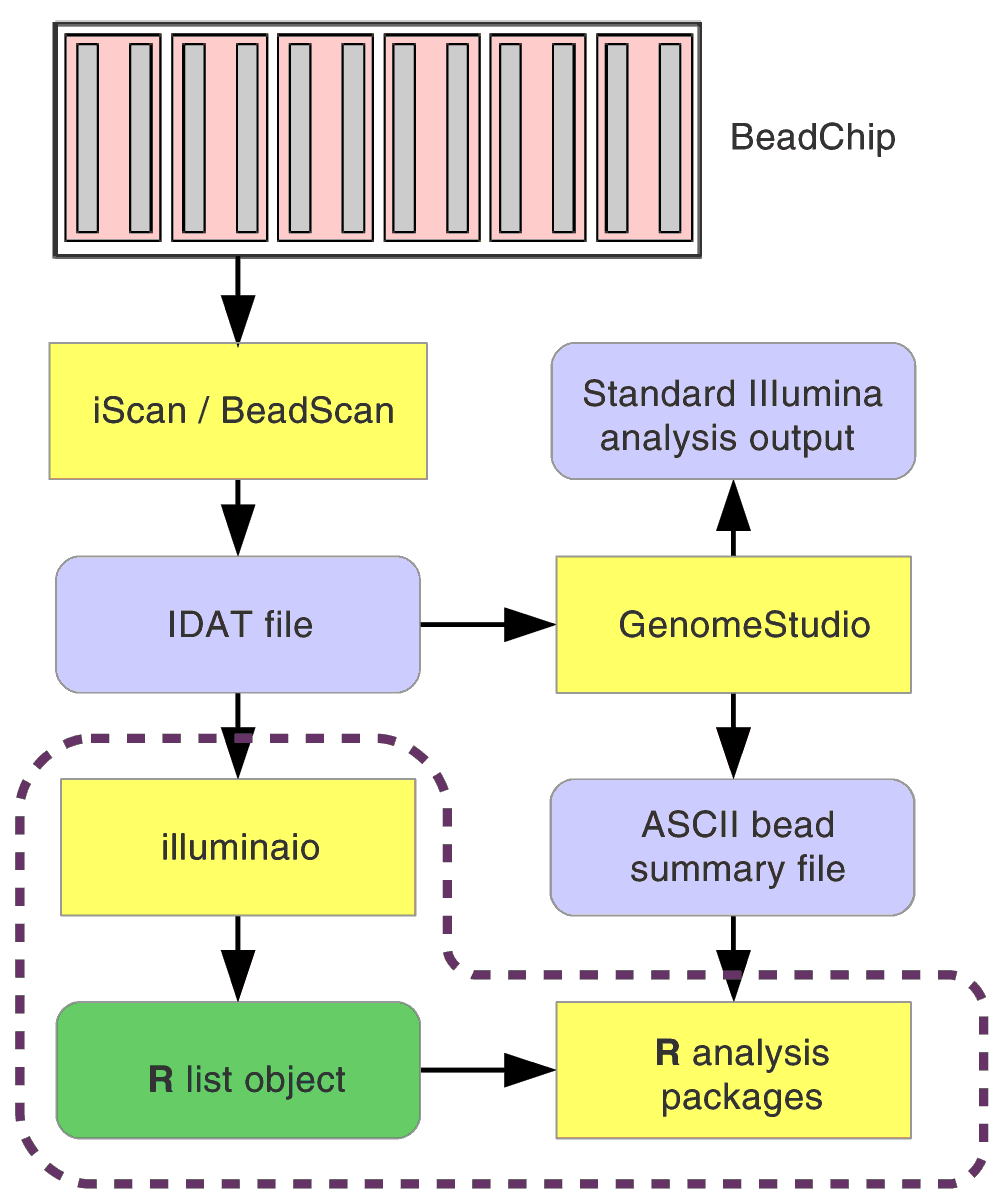 BeadChip
iScan / BeadScan
Standard Illumina
analysis output
IDAT file
GenomeStudio
illuminaio
ASCII bead
summary file
R list object
R analysis
packages